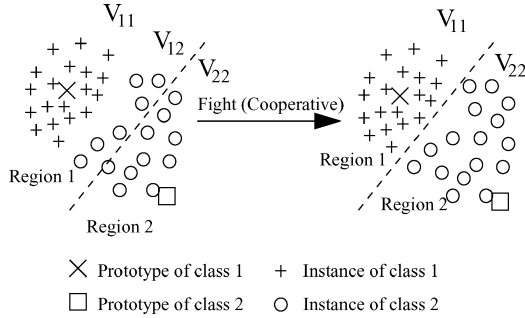 V11
V11
V12
V22
V22
Fight (Cooperative)
Region 1
Region 1
Region 2
Region 2
Prototype of class 1
Instance of class 1
Prototype of class 2
Instance of class 2